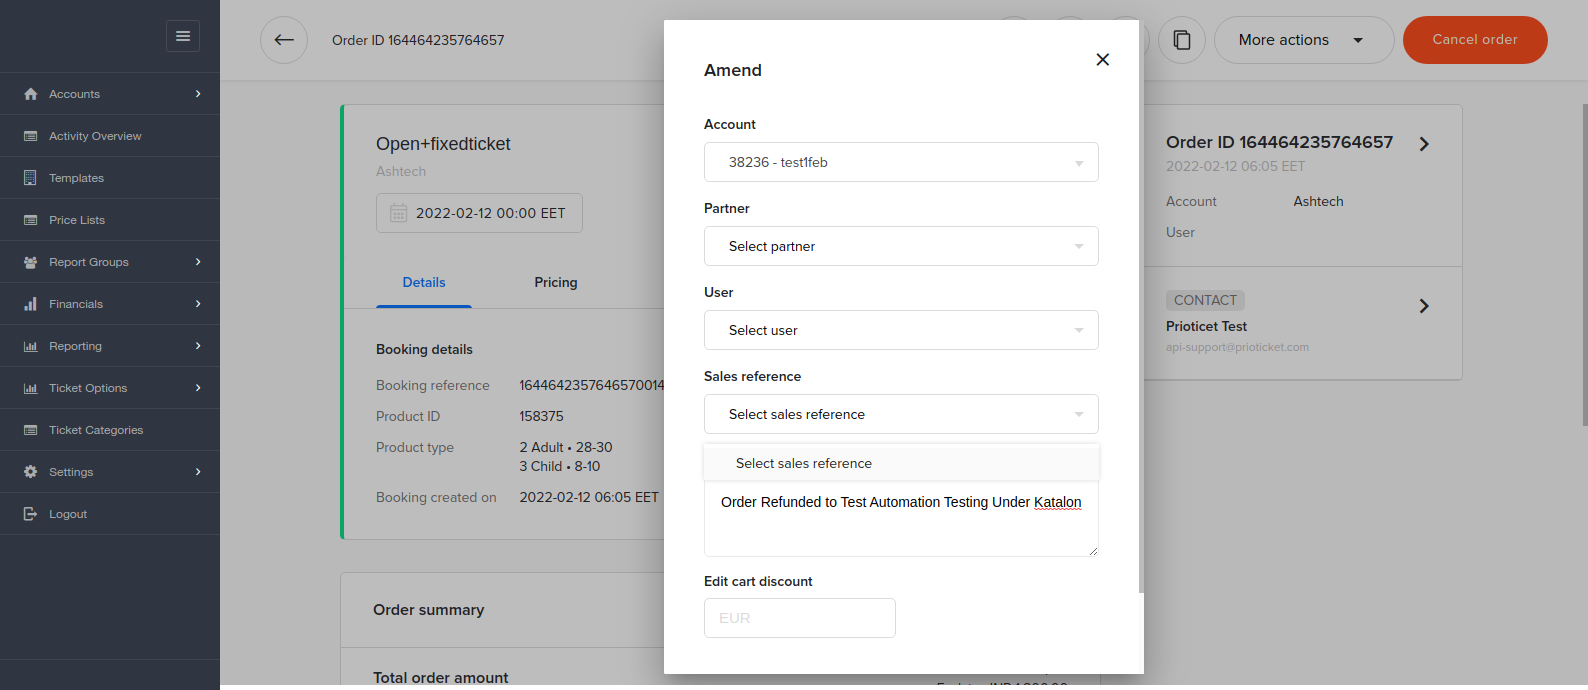 Accounts
Activity Overview
Templates
Price Lists
Report Groups
Financials
Reporting
Ticket Options
Ticket Categories
Settings
Logout
Order ID 164464235764657
More actions
Cancel order
Open+fixedticket
Ashtech
2022-02-12 00:00 EET
Details
Pricing
Booking details
Booking reference 1644642357646570014
Product ID 158375
Product type 2 Adult • 28-30
3 Child • 8-10
Booking created on 2022-02-12 06:05 EET
Order summary
Total order amount
Amend
Account
38236 - test1feb
Partner
Select partner
User
Select user
Sales reference
Select sales reference
Select sales reference
Order Refunded to Test Automation Testing Under Katalon
Edit cart discount
EUR
Order ID 164464235764657
2022-02-12 06:05 EET
Account Ashtech
User
CONTACT
Prioticet Test
api-support@prioticket.com